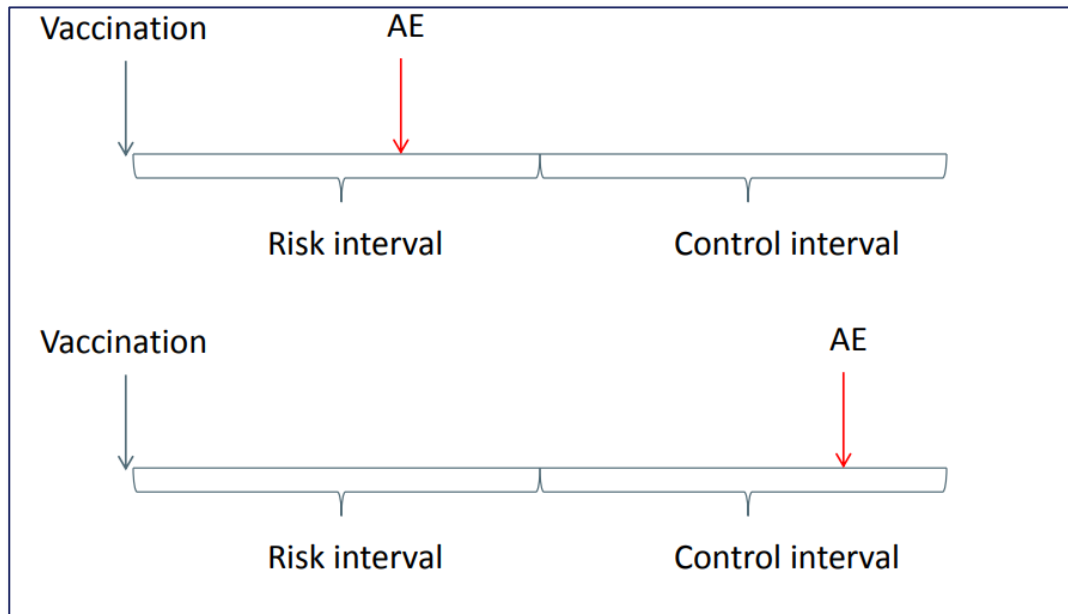 Vaccination AE
Risk interval Control interval
Vaccination AE
Risk interval Control interval